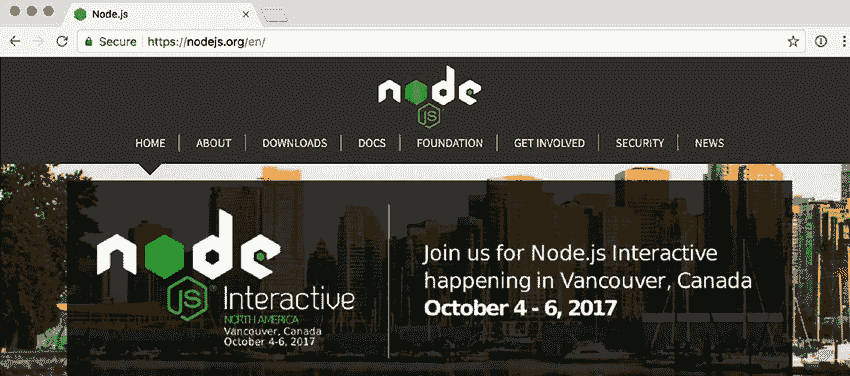 Node.js
Secure https://nodejs.org/en/
node
JS
HOME ABOUT DOWNLOADS DOCS FOUNDATION GET INVOLVED SECURITY NEWS
node
JS Interactive
NORTH AMERICA
Vancouver, Canada
October 4-6, 2017
Join us for Node.js Interactive
happening in Vancouver, Canada
October 4 - 6, 2017